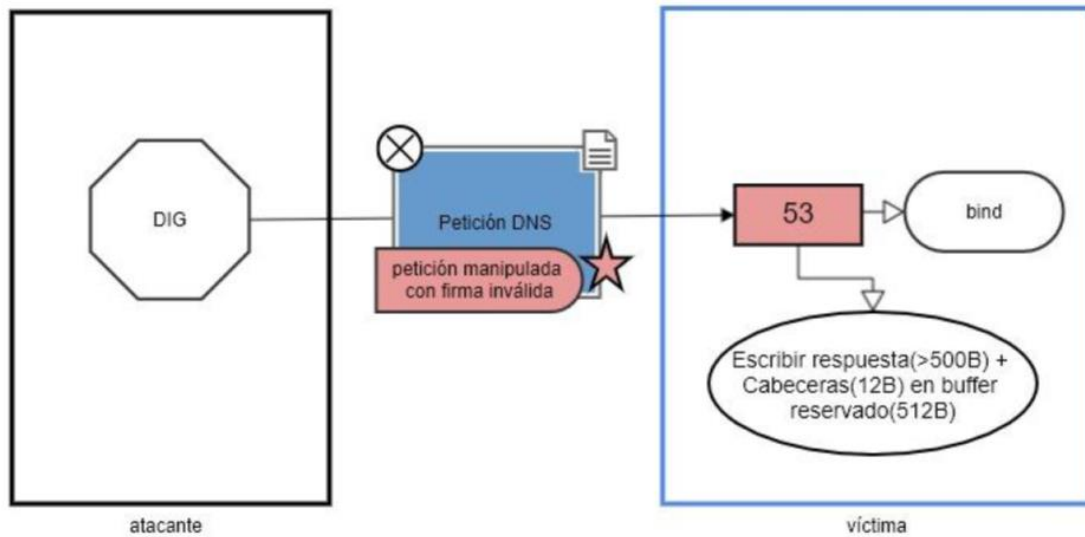 DIG
Petición DNS
petición manipulada
con firma inválida
53
bind
Escribir respuesta(>500B) +
Cabeceras(12B) en buffer
reservado(512B)
atacante
víctima